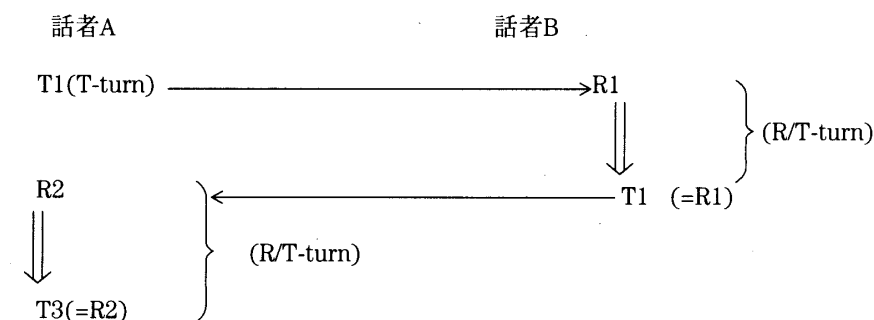 話者A 話者B
T1(T-turn) R1
(R/T-turn)
R2 T1 (=R1)
(R/T-turn)
T3(=R2)